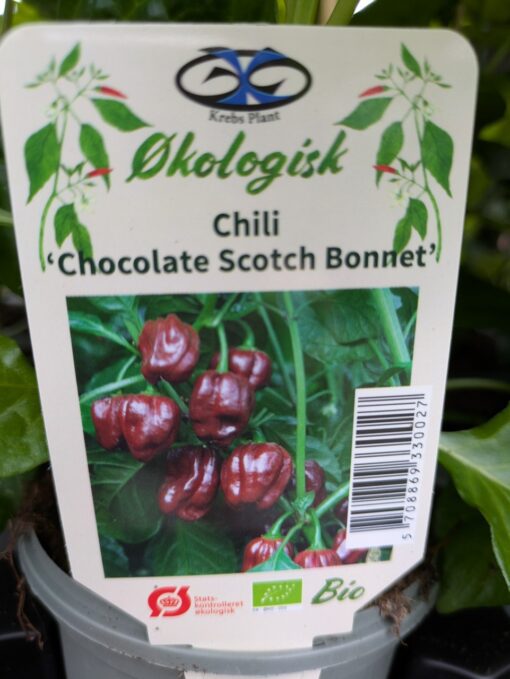 Krebs Plant
Økologisk
Chili
‘Chocolate Scotch Bonnet’
5 708869 330027
Stats-
kontrolleret
økologisk
Bio